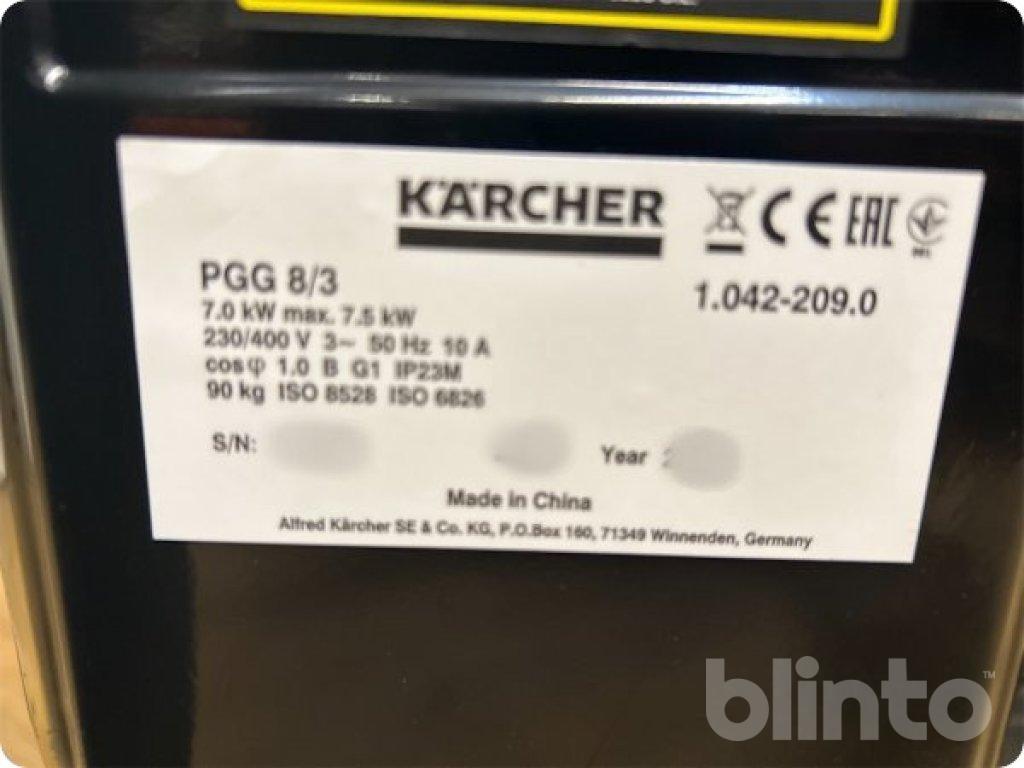 KÄRCHER
CE EAC
PGG 8/3
1.042-209.0
7.0 kW max. 7.5 kW
230/400 V 3~ 50 Hz 10 A
cosφ 1.0 B G1 IP23M
90 kg ISO 8528 ISO 6826
S/N:
Year
Made in China
Alfred Kärcher SE & Co. KG, P.O.Box 160, 71349 Winnenden, Germany
blinto™